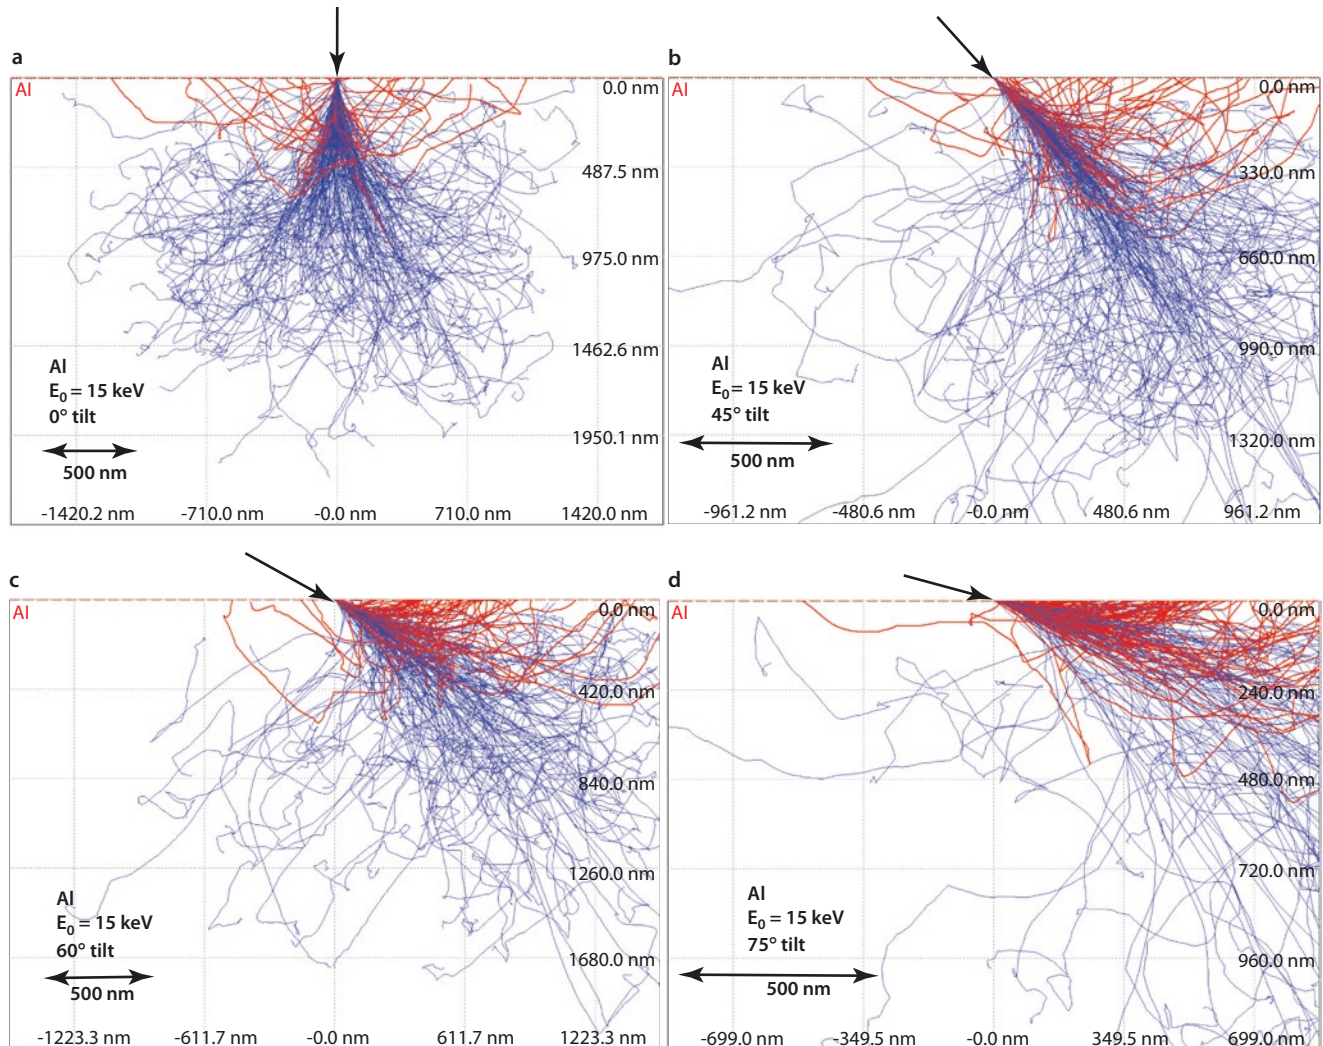 a
Al
0.0 nm
487.5 nm
975.0 nm
1462.6 nm
1950.1 nm
Al
E0 = 15 keV
0° tilt
500 nm
-1420.2 nm -710.0 nm -0.0 nm 710.0 nm 1420.0 nm
b
Al
0.0 nm
330.0 nm
660.0 nm
990.0 nm
1320.0 nm
Al
E0 = 15 keV
45° tilt
500 nm
-961.2 nm -480.6 nm -0.0 nm 480.6 nm 961.2 nm
c
Al
0.0 nm
420.0 nm
840.0 nm
1260.0 nm
1680.0 nm
Al
E0 = 15 keV
60° tilt
500 nm
-1223.3 nm -611.7 nm -0.0 nm 611.7 nm 1223.3 nm
d
Al
0.0 nm
240.0 nm
480.0 nm
720.0 nm
960.0 nm
Al
E0 = 15 keV
75° tilt
500 nm
-699.0 nm -349.5 nm -0.0 nm 349.5 nm 699.0 nm